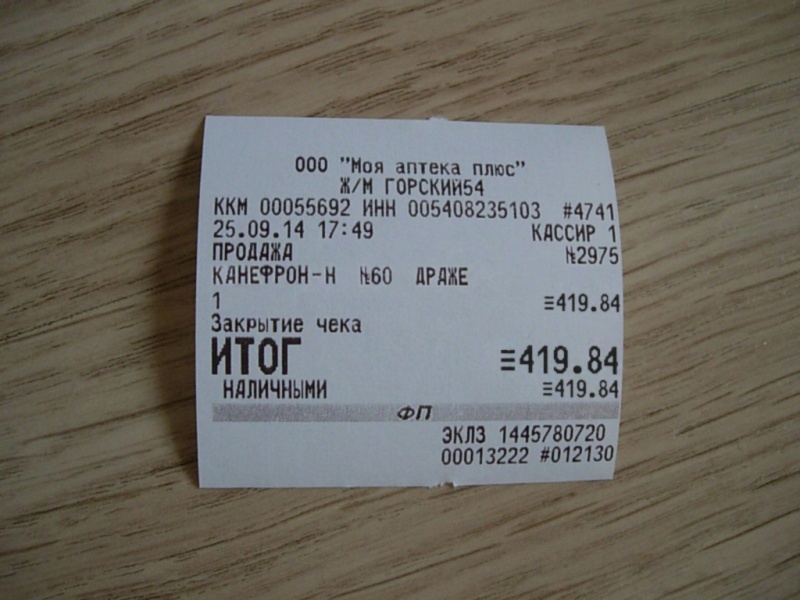 ООО "Моя аптека плюс"
Ж/М ГОРСКИЙ54
ККМ 00055692 ИНН 005408235103 #4741
25.09.14 17:49 КАССИР 1
ПРОДАЖА №2975
КАНЕФРОН-Н №60 ДРАЖЕ
1 ≡419.84
Закрытие чека
ИТОГ ≡419.84
НАЛИЧНЫМИ ≡419.84
ФП
ЭКЛЗ 1445780720
00013222 #012130